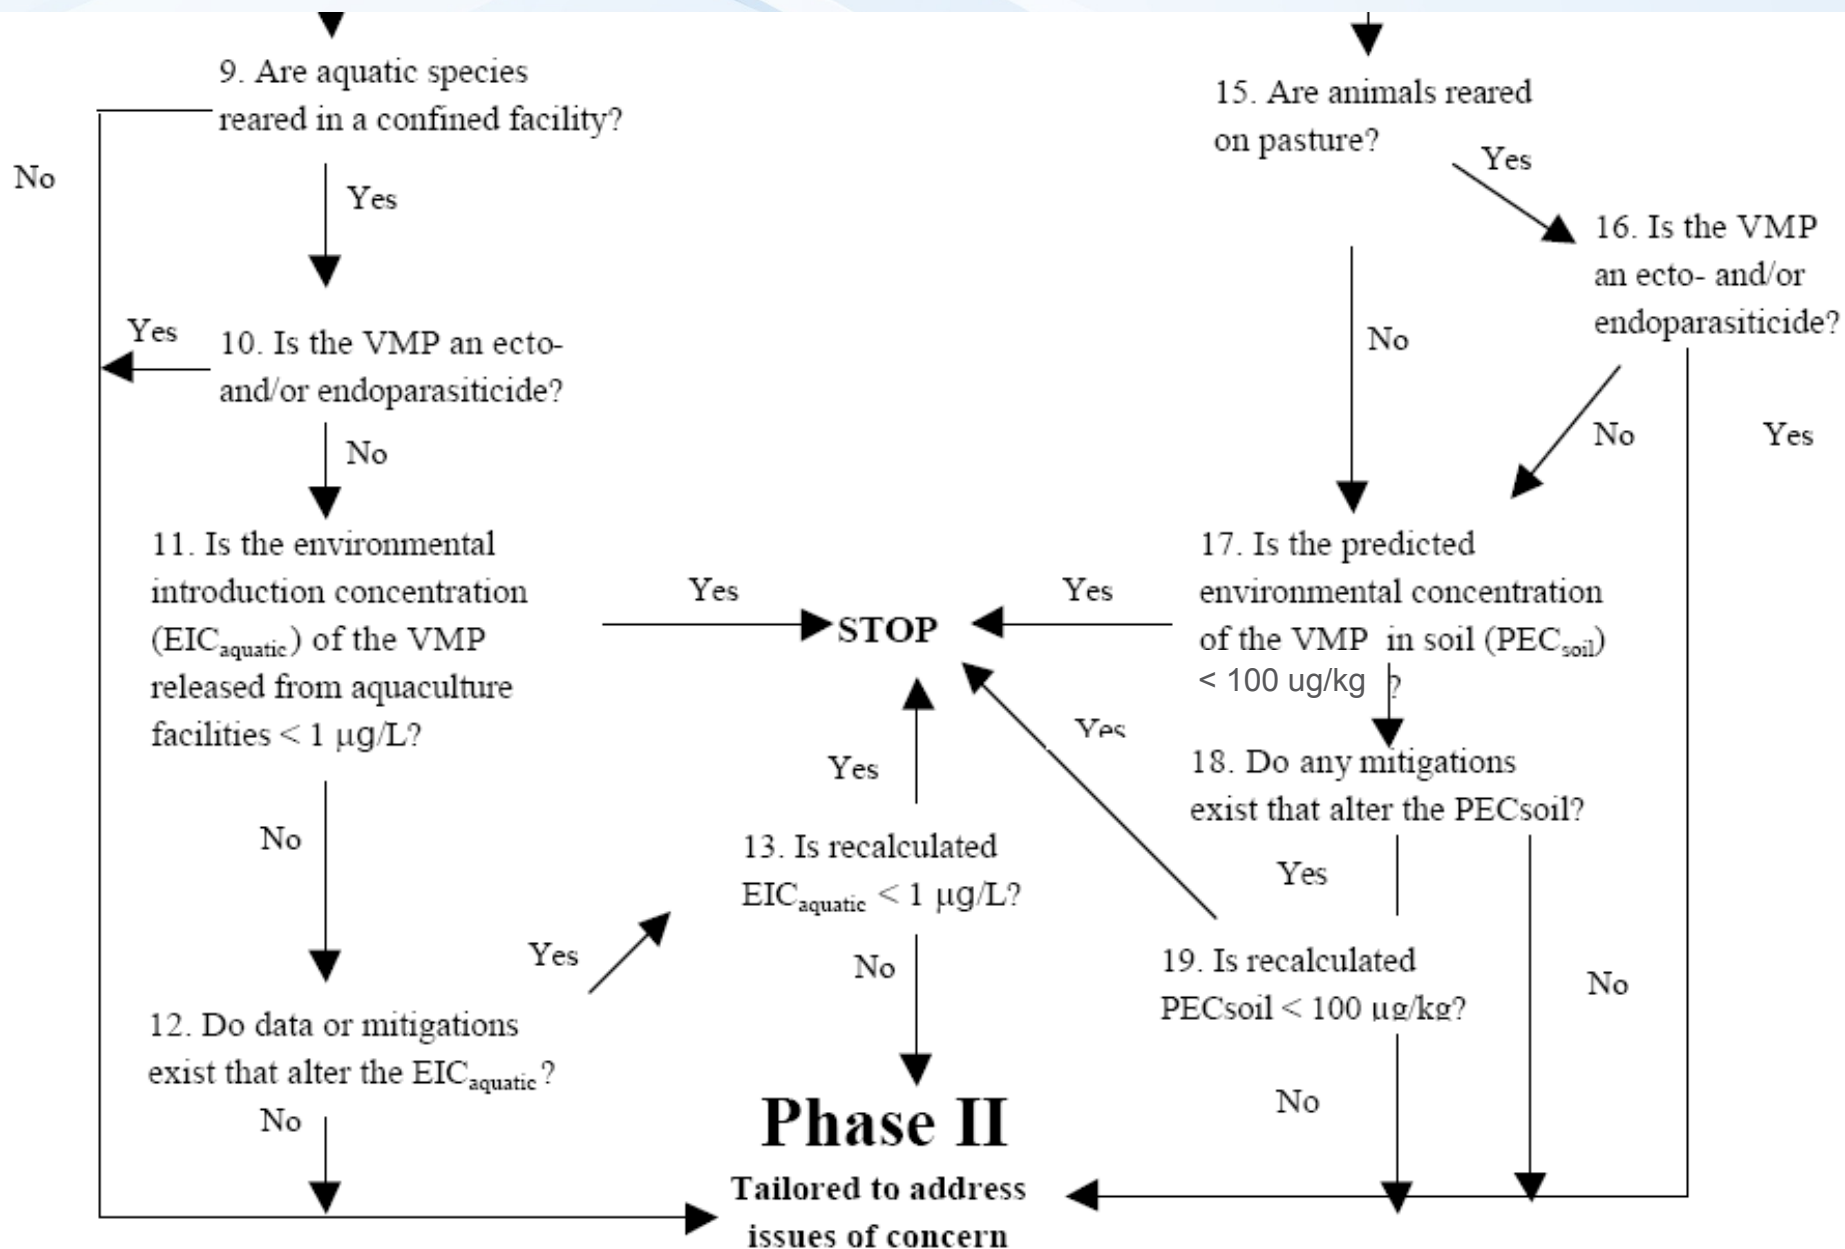 9. Are aquatic species
reared in a confined facility?
No
Yes
Yes
10. Is the VMP an ecto-
and/or endoparasiticide?
No
11. Is the environmental
introduction concentration
(EICaquatic) of the VMP
released from aquaculture
facilities < 1 µg/L?
Yes
STOP
No
12. Do data or mitigations
exist that alter the EICaquatic?
Yes
No
13. Is recalculated
EICaquatic < 1 µg/L?
Yes
No
15. Are animals reared
on pasture?
Yes
No
16. Is the VMP
an ecto- and/or
endoparasiticide?
No
Yes
17. Is the predicted
environmental concentration
of the VMP in soil (PECsoil)
< 100 ug/kg ?
Yes
18. Do any mitigations
exist that alter the PECsoil?
Yes
No
19. Is recalculated
PECsoil < 100 µg/kg?
Yes
No
Phase II
Tailored to address
issues of concern